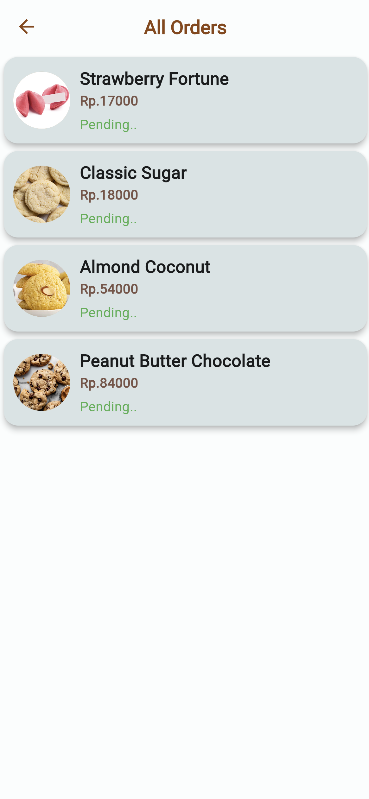 All Orders
Strawberry Fortune
Rp.17000
Pending..
Classic Sugar
Rp.18000
Pending..
Almond Coconut
Rp.54000
Pending..
Peanut Butter Chocolate
Rp.84000
Pending..